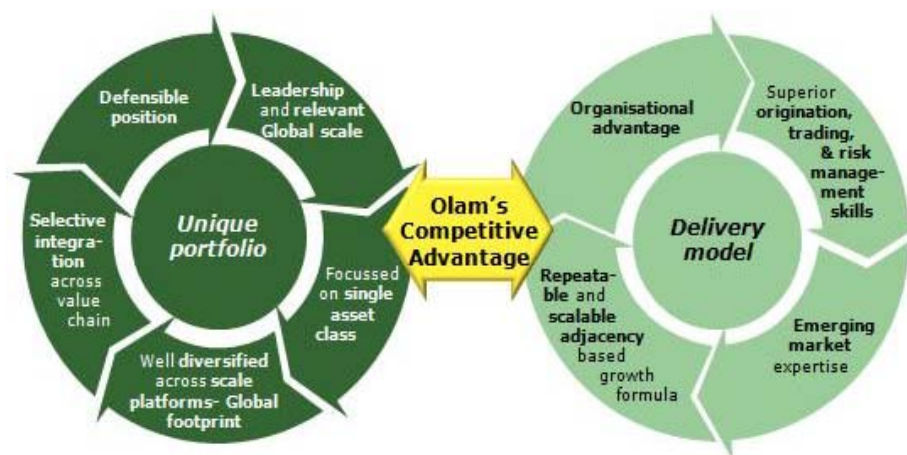 Defensible
position
Leadership
and relevant
Global scale
Selective
integra-
tion
across
value
chain
Unique
portfolio
Focussed
on single
asset
class
Well diversified
across scale
platforms- Global
footprint
Olam's
Competitive
Advantage
Organisational
advantage
Superior
origination,
trading,
& risk
manage-
ment
skills
Delivery
model
Repeata-
ble and
scalable
adjacency
based
growth
formula
Emerging
market
expertise